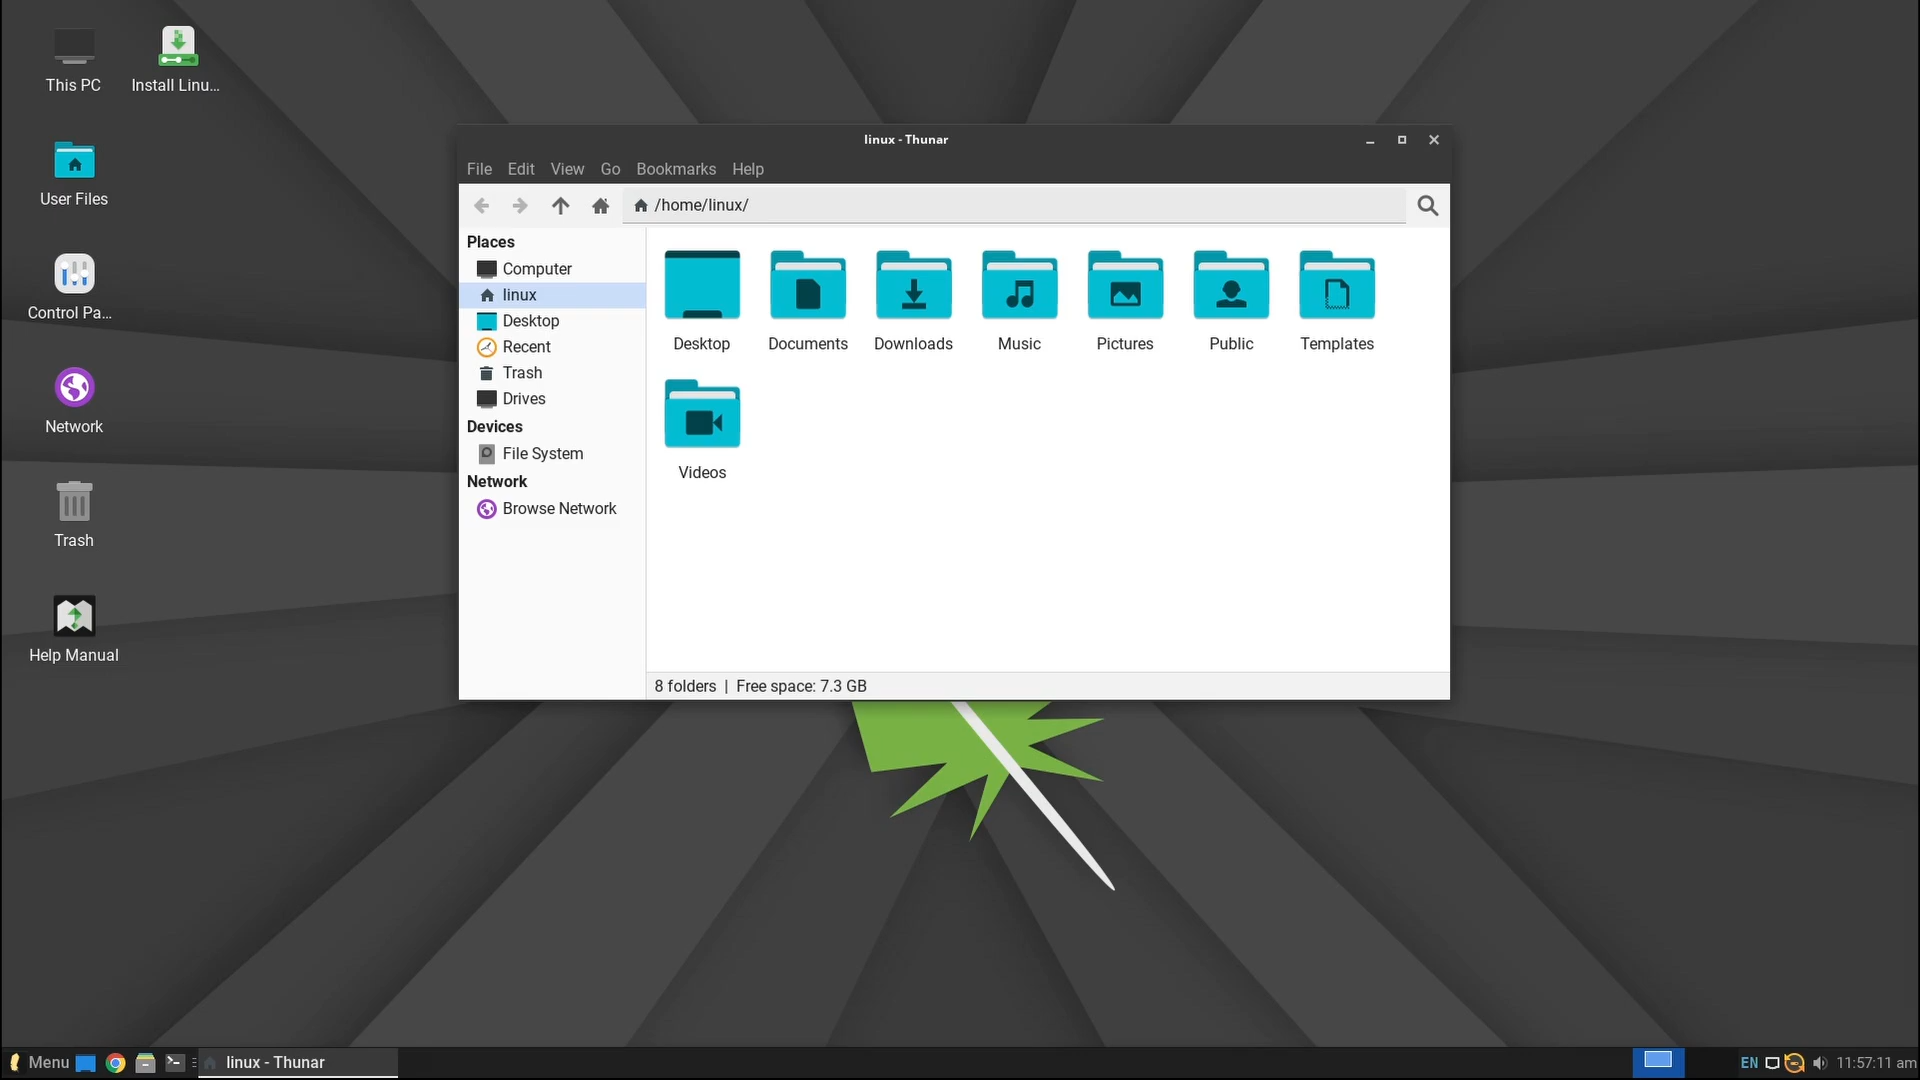 This PC
Install Linu...
User Files
Control Pa...
Network
Trash
Help Manual
linux - Thunar
File Edit View Go Bookmarks Help
/home/linux/
Places
Computer
linux
Desktop
Recent
Trash
Drives
Devices
File System
Network
Browse Network
Desktop Documents Downloads Music Pictures Public Templates
Videos
8 folders | Free space: 7.3 GB
Menu linux - Thunar EN 11:57:11 am